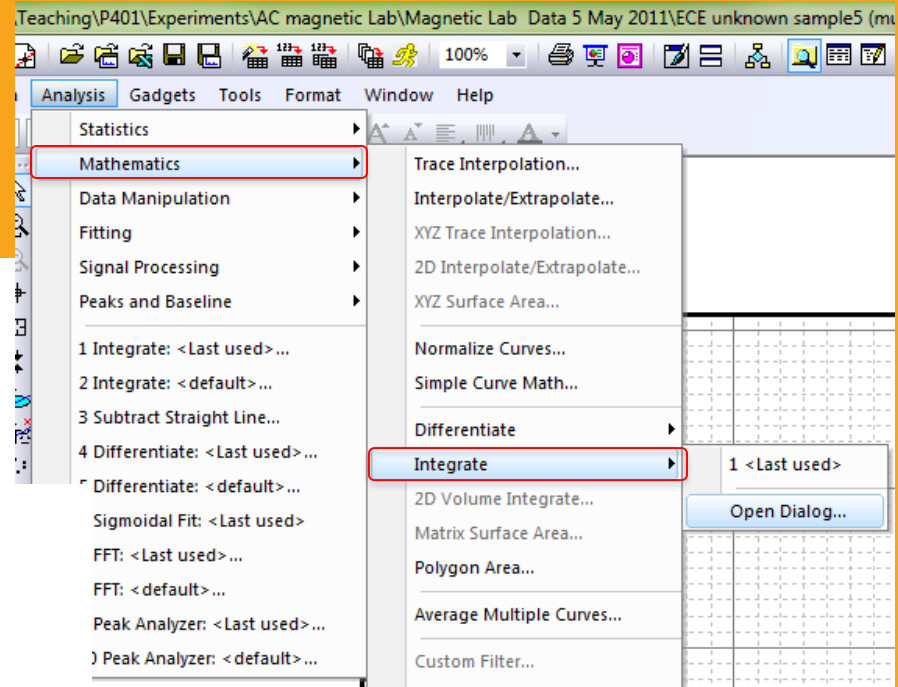 \Teaching\P401\Experiments\AC magnetic Lab\Magnetic Lab Data 5 May 2011\ECE unknown sample5 (mu
100%
Analysis Gadgets Tools Format Window Help
Statistics
Mathematics
Data Manipulation
Fitting
Signal Processing
Peaks and Baseline
1 Integrate: <Last used>...
2 Integrate: <default>...
3 Subtract Straight Line...
4 Differentiate: <Last used>...
Differentiate: <default>...
Sigmoidal Fit: <Last used>
FFT: <Last used>...
FFT: <default>...
Peak Analyzer: <Last used>...
0 Peak Analyzer: <default>...
Trace Interpolation...
Interpolate/Extrapolate...
XYZ Trace Interpolation...
2D Interpolate/Extrapolate...
XYZ Surface Area...
Normalize Curves...
Simple Curve Math...
Differentiate
Integrate
2D Volume Integrate...
Matrix Surface Area...
Polygon Area...
Average Multiple Curves...
Custom Filter...
1 <Last used>
Open Dialog...